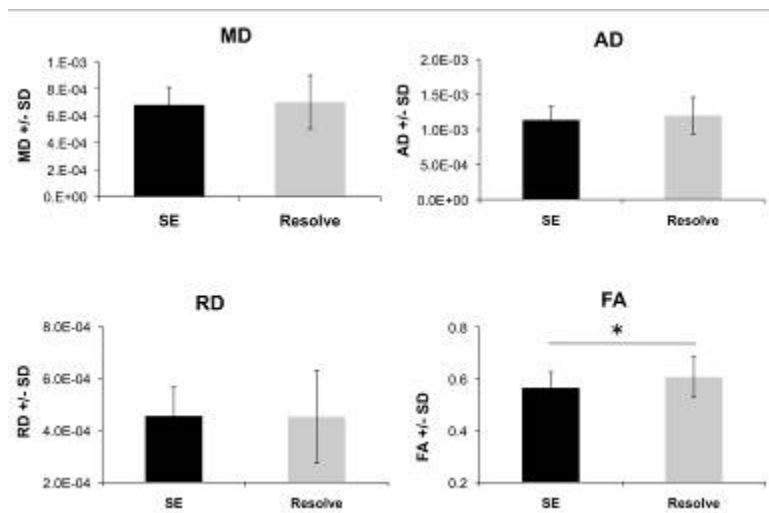 MD
MD +/- SD
1.E-03
8.E-04
6.E-04
4.E-04
2.E-04
0.E+00
SE
Resolve
AD
AD +/- SD
2.0E-03
1.5E-03
1.0E-03
5.0E-04
0.0E+00
SE
Resolve
RD
RD +/- SD
8.0E-04
6.0E-04
4.0E-04
2.0E-04
SE
Resolve
FA
*
FA +/- SD
0.8
0.6
0.4
0.2
SE
Resolve